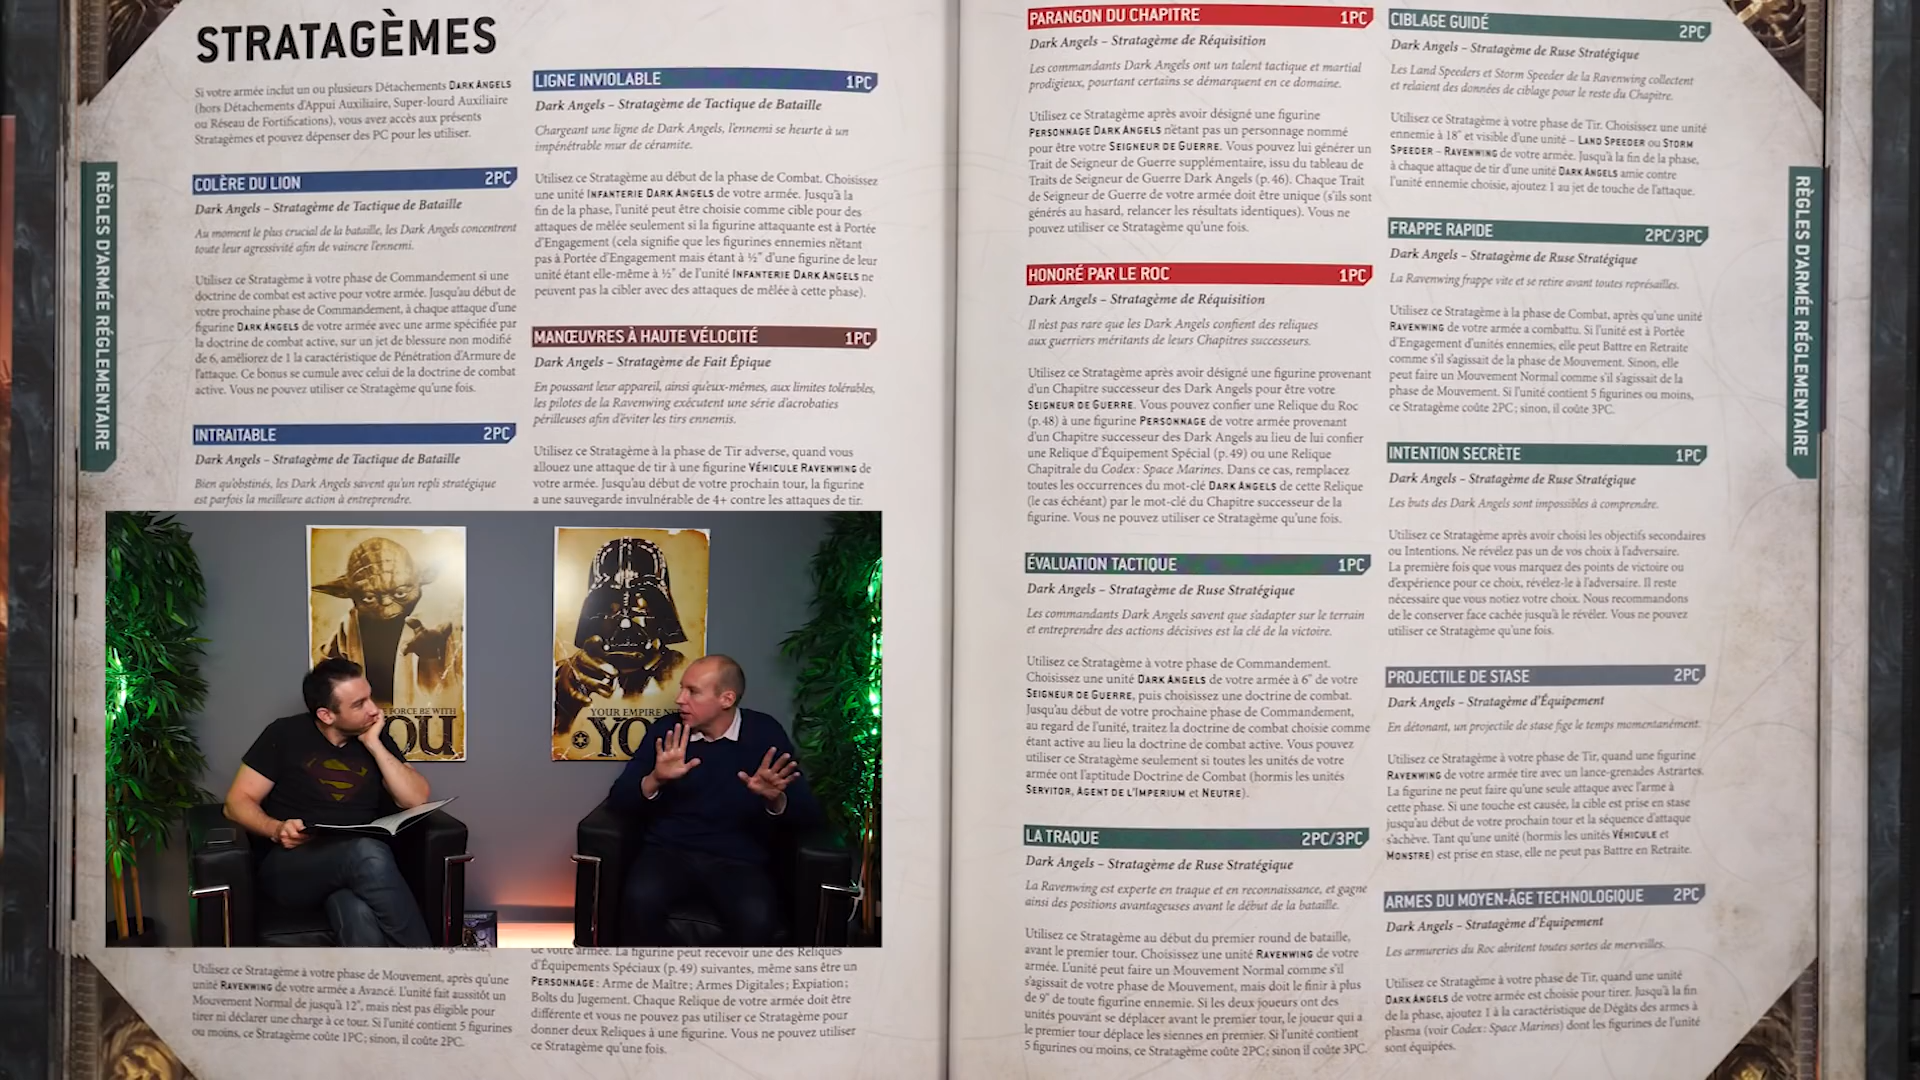 STRATAGÈMES
Si votre armée inclut un ou plusieurs Détachements DARK ANGELS
(hors Détachements d'Appui Auxiliaire, Super-lourd Auxiliaire
ou Réseau de Fortifications), vous avez accès aux présents
Stratagèmes et pouvez dépenser des PC pour les utiliser.
RÈGLES D'ARMÉE RÉGLEMENTAIRE
COLÈRE DU LION 2PC
Dark Angels – Stratagème de Tactique de Bataille
Au moment le plus crucial de la bataille, les Dark Angels concentrent
toute leur agressivité afin de vaincre l'ennemi.
Utilisez ce Stratagème à votre phase de Commandement si une
doctrine de combat est active pour votre armée. Jusqu'au début de
votre prochaine phase de Commandement, à chaque attaque d'une
figurine DARK ANGELS de votre armée avec une arme spécifiée par
la doctrine de combat active, sur un jet de blessure non modifié
de 6, améliorez de 1 la caractéristique de Pénétration d'Armure de
l'attaque. Ce bonus se cumule avec celui de la doctrine de combat
active. Vous ne pouvez utiliser ce Stratagème qu'une fois.
INTRAITABLE 2PC
Dark Angels – Stratagème de Tactique de Bataille
Bien qu'obstinés, les Dark Angels savent qu'un repli stratégique
est parfois la meilleure action à entreprendre.
Utilisez ce Stratagème à votre phase de Mouvement, après qu'une
unité RAVENWING de votre armée a Avancé. L'unité fait aussitôt un
Mouvement Normal de jusqu'à 12", mais n'est pas éligible pour
tirer ni déclarer une charge à ce tour. Si l'unité contient 5 figurines
ou moins, ce Stratagème coûte 1PC; sinon, il coûte 2PC.
LIGNE INVIOLABLE 1PC
Dark Angels – Stratagème de Tactique de Bataille
Chargeant une ligne de Dark Angels, l'ennemi se heurte à un
impénétrable mur de céramite.
Utilisez ce Stratagème au début de la phase de Combat. Choisissez
une unité INFANTERIE DARK ANGELS de votre armée. Jusqu'à la
fin de la phase, l'unité peut être choisie comme cible pour des
attaques de mêlée seulement si la figurine attaquante est à Portée
d'Engagement (cela signifie que les figurines ennemies n'étant
pas à Portée d'Engagement mais étant à ½" d'une figurine de leur
unité étant elle-même à ½" de l'unité INFANTERIE DARK ANGELS ne
peuvent pas la cibler avec des attaques de mêlée à cette phase).
MANŒUVRES À HAUTE VÉLOCITÉ 1PC
Dark Angels – Stratagème de Fait Épique
En poussant leur appareil, ainsi qu'eux-mêmes, aux limites tolérables,
les pilotes de la Ravenwing exécutent une série d'acrobaties
périlleuses afin d'éviter les tirs ennemis.
Utilisez ce Stratagème à la phase de Tir adverse, quand vous
allouez une attaque de tir à une figurine VÉHICULE RAVENWING de
votre armée. Jusqu'au début de votre prochain tour, la figurine
a une sauvegarde invulnérable de 4+ contre les attaques de tir.
FORCE BE WITH
YOU
YOUR EMPIRE
YO
de votre armée. La figurine peut recevoir une des Reliques
d'Équipements Spéciaux (p. 49) suivantes, même sans être un
PERSONNAGE : Arme de Maître; Armes Digitales; Expiation;
Bolts du Jugement. Chaque Relique de votre armée doit être
différente et vous ne pouvez pas utiliser ce Stratagème pour
donner deux Reliques à une figurine. Vous ne pouvez utiliser
ce Stratagème qu'une fois.
PARANGON DU CHAPITRE 1PC
Dark Angels – Stratagème de Réquisition
Les commandants Dark Angels ont un talent tactique et martial
prodigieux, pourtant certains se démarquent en ce domaine.
Utilisez ce Stratagème après avoir désigné une figurine
PERSONNAGE DARK ANGELS n'étant pas un personnage nommé
pour être votre SEIGNEUR DE GUERRE. Vous pouvez lui générer un
Trait de Seigneur de Guerre supplémentaire, issu du tableau de
Traits de Seigneur de Guerre Dark Angels (p. 46). Chaque Trait
de Seigneur de Guerre de votre armée doit être unique (s'ils sont
générés au hasard, relancer les résultats identiques). Vous ne
pouvez utiliser ce Stratagème qu'une fois.
HONORÉ PAR LE ROC 1PC
Dark Angels – Stratagème de Réquisition
Il n'est pas rare que les Dark Angels confient des reliques
aux guerriers méritants de leurs Chapitres successeurs.
Utilisez ce Stratagème après avoir désigné une figurine provenant
d'un Chapitre successeur des Dark Angels pour être votre
SEIGNEUR DE GUERRE. Vous pouvez confier une Relique du Roc
(p. 48) à une figurine PERSONNAGE de votre armée provenant
d'un Chapitre successeur des Dark Angels au lieu de lui confier
une Relique d'Équipement Spécial (p. 49) ou une Relique
Chapitrale du Codex : Space Marines. Dans ce cas, remplacez
toutes les occurrences du mot-clé DARK ANGELS de cette Relique
(le cas échéant) par le mot-clé du Chapitre successeur de la
figurine. Vous ne pouvez utiliser ce Stratagème qu'une fois.
ÉVALUATION TACTIQUE 1PC
Dark Angels – Stratagème de Ruse Stratégique
Les commandants Dark Angels savent que s'adapter sur le terrain
et entreprendre des actions décisives est la clé de la victoire.
Utilisez ce Stratagème à votre phase de Commandement.
Choisissez une unité DARK ANGELS de votre armée à 6" de votre
SEIGNEUR DE GUERRE, puis choisissez une doctrine de combat.
Jusqu'au début de votre prochaine phase de Commandement,
au regard de l'unité, traitez la doctrine de combat choisie comme
étant active au lieu la doctrine de combat active. Vous pouvez
utiliser ce Stratagème seulement si toutes les unités de votre
armée ont l'aptitude Doctrine de Combat (hormis les unités
SERVITOR, AGENT DE L'IMPERIUM et NEUTRE).
LA TRAQUE 2PC/3PC
Dark Angels – Stratagème de Ruse Stratégique
La Ravenwing est experte en traque et en reconnaissance, et gagne
ainsi des positions avantageuses avant le début de la bataille.
Utilisez ce Stratagème au début du premier round de bataille,
avant le premier tour. Choisissez une unité RAVENWING de votre
armée. L'unité peut faire un Mouvement Normal comme s'il
s'agissait de votre phase de Mouvement, mais doit le finir à plus
de 9" de toute figurine ennemie. Si les deux joueurs ont des
unités pouvant se déplacer avant le premier tour, le joueur qui a
le premier tour déplace les siennes en premier. Si l'unité contient
5 figurines ou moins, ce Stratagème coûte 2PC; sinon il coûte 3PC.
CIBLAGE GUIDÉ 2PC
Dark Angels – Stratagème de Ruse Stratégique
Les Land Speeders et Storm Speeder de la Ravenwing collectent
et relaient des données de ciblage pour le reste du Chapitre.
Utilisez ce Stratagème à votre phase de Tir. Choisissez une unité
ennemie à 18" et visible d'une unité – LAND SPEEDER ou STORM
SPEEDER – RAVENWING de votre armée. Jusqu'à la fin de la phase,
à chaque attaque de tir d'une unité DARK ANGELS amie contre
l'unité ennemie choisie, ajoutez 1 au jet de touche de l'attaque.
FRAPPE RAPIDE 2PC/3PC
Dark Angels – Stratagème de Ruse Stratégique
La Ravenwing frappe vite et se retire avant toutes représailles.
Utilisez ce Stratagème à la phase de Combat, après qu'une unité
RAVENWING de votre armée a combattu. Si l'unité est à Portée
d'Engagement d'unités ennemies, elle peut Battre en Retraite
comme s'il s'agissait de la phase de Mouvement. Sinon, elle
peut faire un Mouvement Normal comme s'il s'agissait de la
phase de Mouvement. Si l'unité contient 5 figurines ou moins,
ce Stratagème coûte 2PC; sinon, il coûte 3PC.
INTENTION SECRÈTE 1PC
Dark Angels – Stratagème de Ruse Stratégique
Les buts des Dark Angels sont impossibles à comprendre.
Utilisez ce Stratagème après avoir choisi les objectifs secondaires
ou Intentions. Ne révélez pas un de vos choix à l'adversaire.
La première fois que vous marquez des points de victoire ou
d'expérience pour ce choix, révélez-le à l'adversaire. Il reste
nécessaire que vous notiez votre choix. Nous recommandons
de le conserver face cachée jusqu'à le révéler. Vous ne pouvez
utiliser ce Stratagème qu'une fois.
PROJECTILE DE STASE 2PC
Dark Angels – Stratagème d'Équipement
En détonant, un projectile de stase fige le temps momentanément.
Utilisez ce Stratagème à votre phase de Tir, quand une figurine
RAVENWING de votre armée tire avec un lance-grenades Astrartes.
La figurine ne peut faire qu'une seule attaque avec l'arme à
cette phase. Si une touche est causée, la cible est prise en stase
jusqu'au début de votre prochain tour et la séquence d'attaque
s'achève. Tant qu'une unité (hormis les unités VÉHICULE et
MONSTRE) est prise en stase, elle ne peut pas Battre en Retraite.
ARMES DU MOYEN-ÂGE TECHNOLOGIQUE 2PC
Dark Angels – Stratagème d'Équipement
Les armureries du Roc abritent toutes sortes de merveilles.
Utilisez ce Stratagème à votre phase de Tir, quand une unité
DARK ANGELS de votre armée est choisie pour tirer. Jusqu'à la fin
de la phase, ajoutez 1 à la caractéristique de Dégâts des armes à
plasma (voir Codex : Space Marines) dont les figurines de l'unité
sont équipées.
RÈGLES D'ARMÉE RÉGLEMENTAIRE